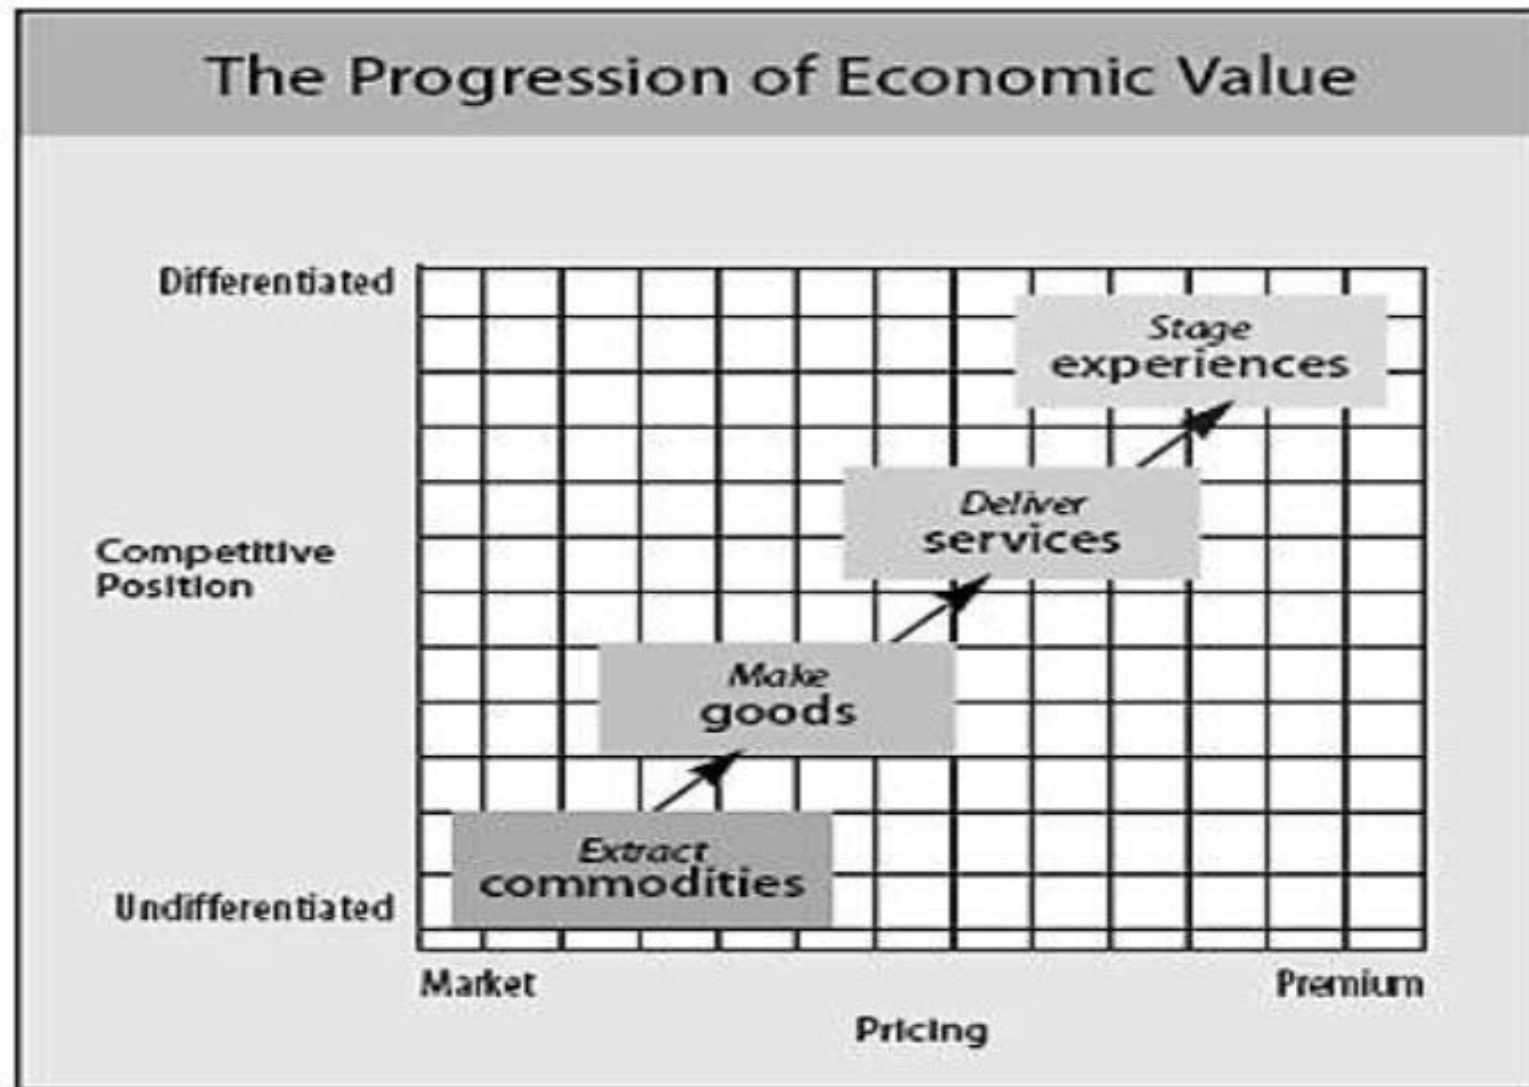 The Progression of Economic Value
Differentiated
Stage
experiences
Deliver
services
Competitive
Position
Make
goods
Extract
commodities
Undifferentiated
Market
Premium
Pricing